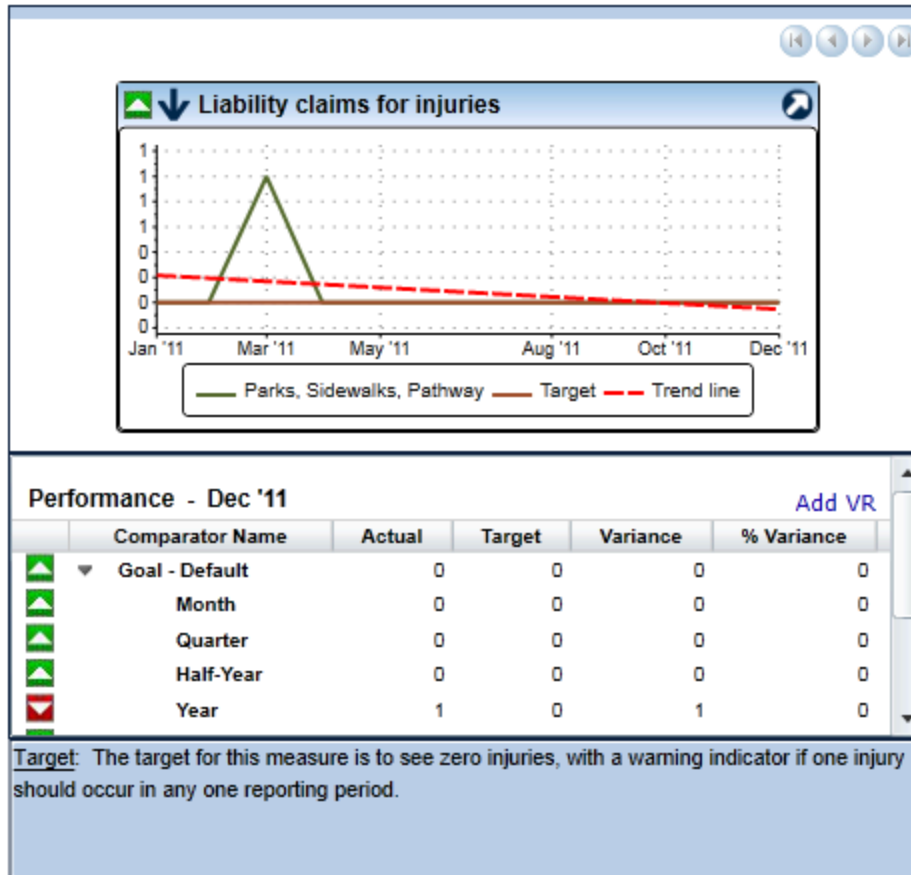 Liability claims for injuries
1
1
1
1
0
0
0
0
Jan '11 Mar '11 May '11 Aug '11 Oct '11 Dec '11
Parks, Sidewalks, Pathway Target Trend line
Performance - Dec '11 Add VR
Comparator Name Actual Target Variance % Variance
Goal - Default 0 0 0 0
Month 0 0 0 0
Quarter 0 0 0 0
Half-Year 0 0 0 0
Year 1 0 1 0
Target: The target for this measure is to see zero injuries, with a warning indicator if one injury
should occur in any one reporting period.